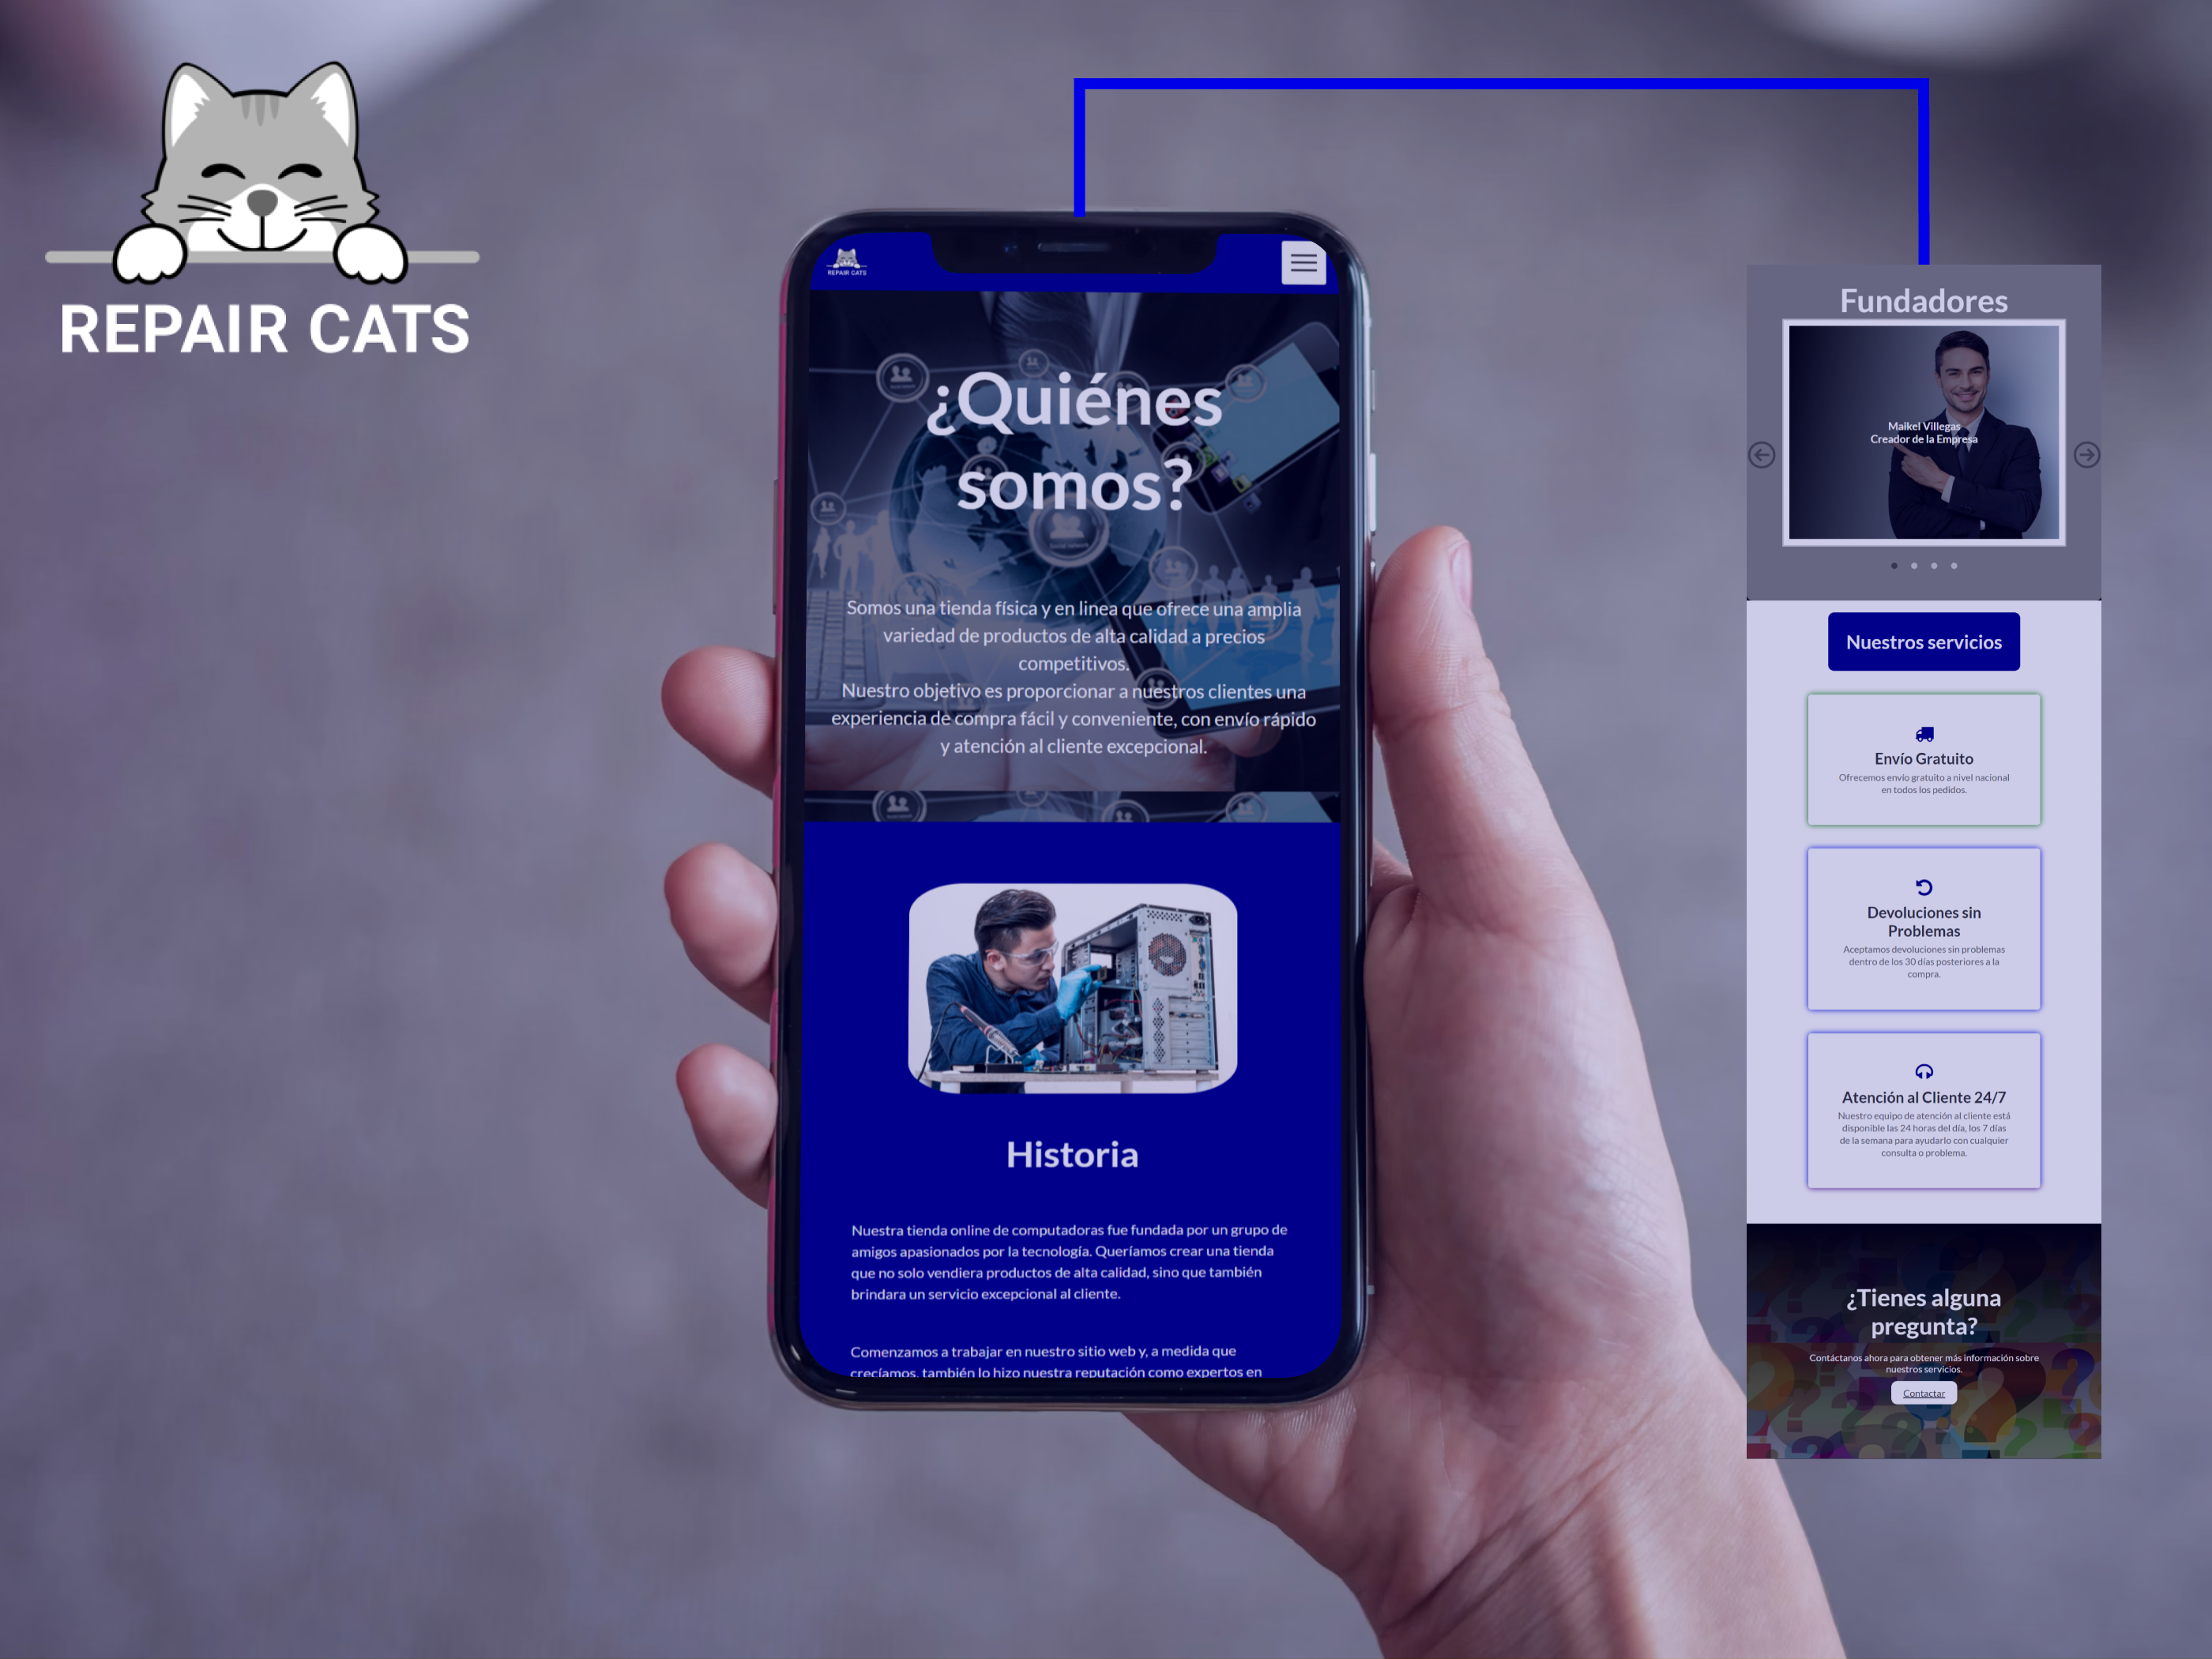 REPAIR CATS
REPAIR CATS
¿Quiénes
somos?
Somos una tienda física y en linea que ofrece una amplia
variedad de productos de alta calidad a precios
competitivos.
Nuestro objetivo es proporcionar a nuestros clientes una
experiencia de compra fácil y conveniente, con envío rápido
y atención al cliente excepcional.
Historia
Nuestra tienda online de computadoras fue fundada por un grupo de
amigos apasionados por la tecnología. Queríamos crear una tienda
que no solo vendiera productos de alta calidad, sino que también
brindara un servicio excepcional al cliente.
Comenzamos a trabajar en nuestro sitio web y, a medida que
crecíamos, también lo hizo nuestra reputación como expertos en
Fundadores
Maikel Villegas
Creador de la Empresa
Nuestros servicios
Envío Gratuito
Ofrecemos envío gratuito a nivel nacional
en todos los pedidos.
Devoluciones sin
Problemas
Aceptamos devoluciones sin problemas
dentro de los 30 días posteriores a la
compra.
Atención al Cliente 24/7
Nuestro equipo de atención al cliente está
disponible las 24 horas del día, los 7 días
de la semana para ayudarlo con cualquier
consulta o problema.
¿Tienes alguna
pregunta?
Contáctanos ahora para obtener más información sobre
nuestros servicios.
Contactar